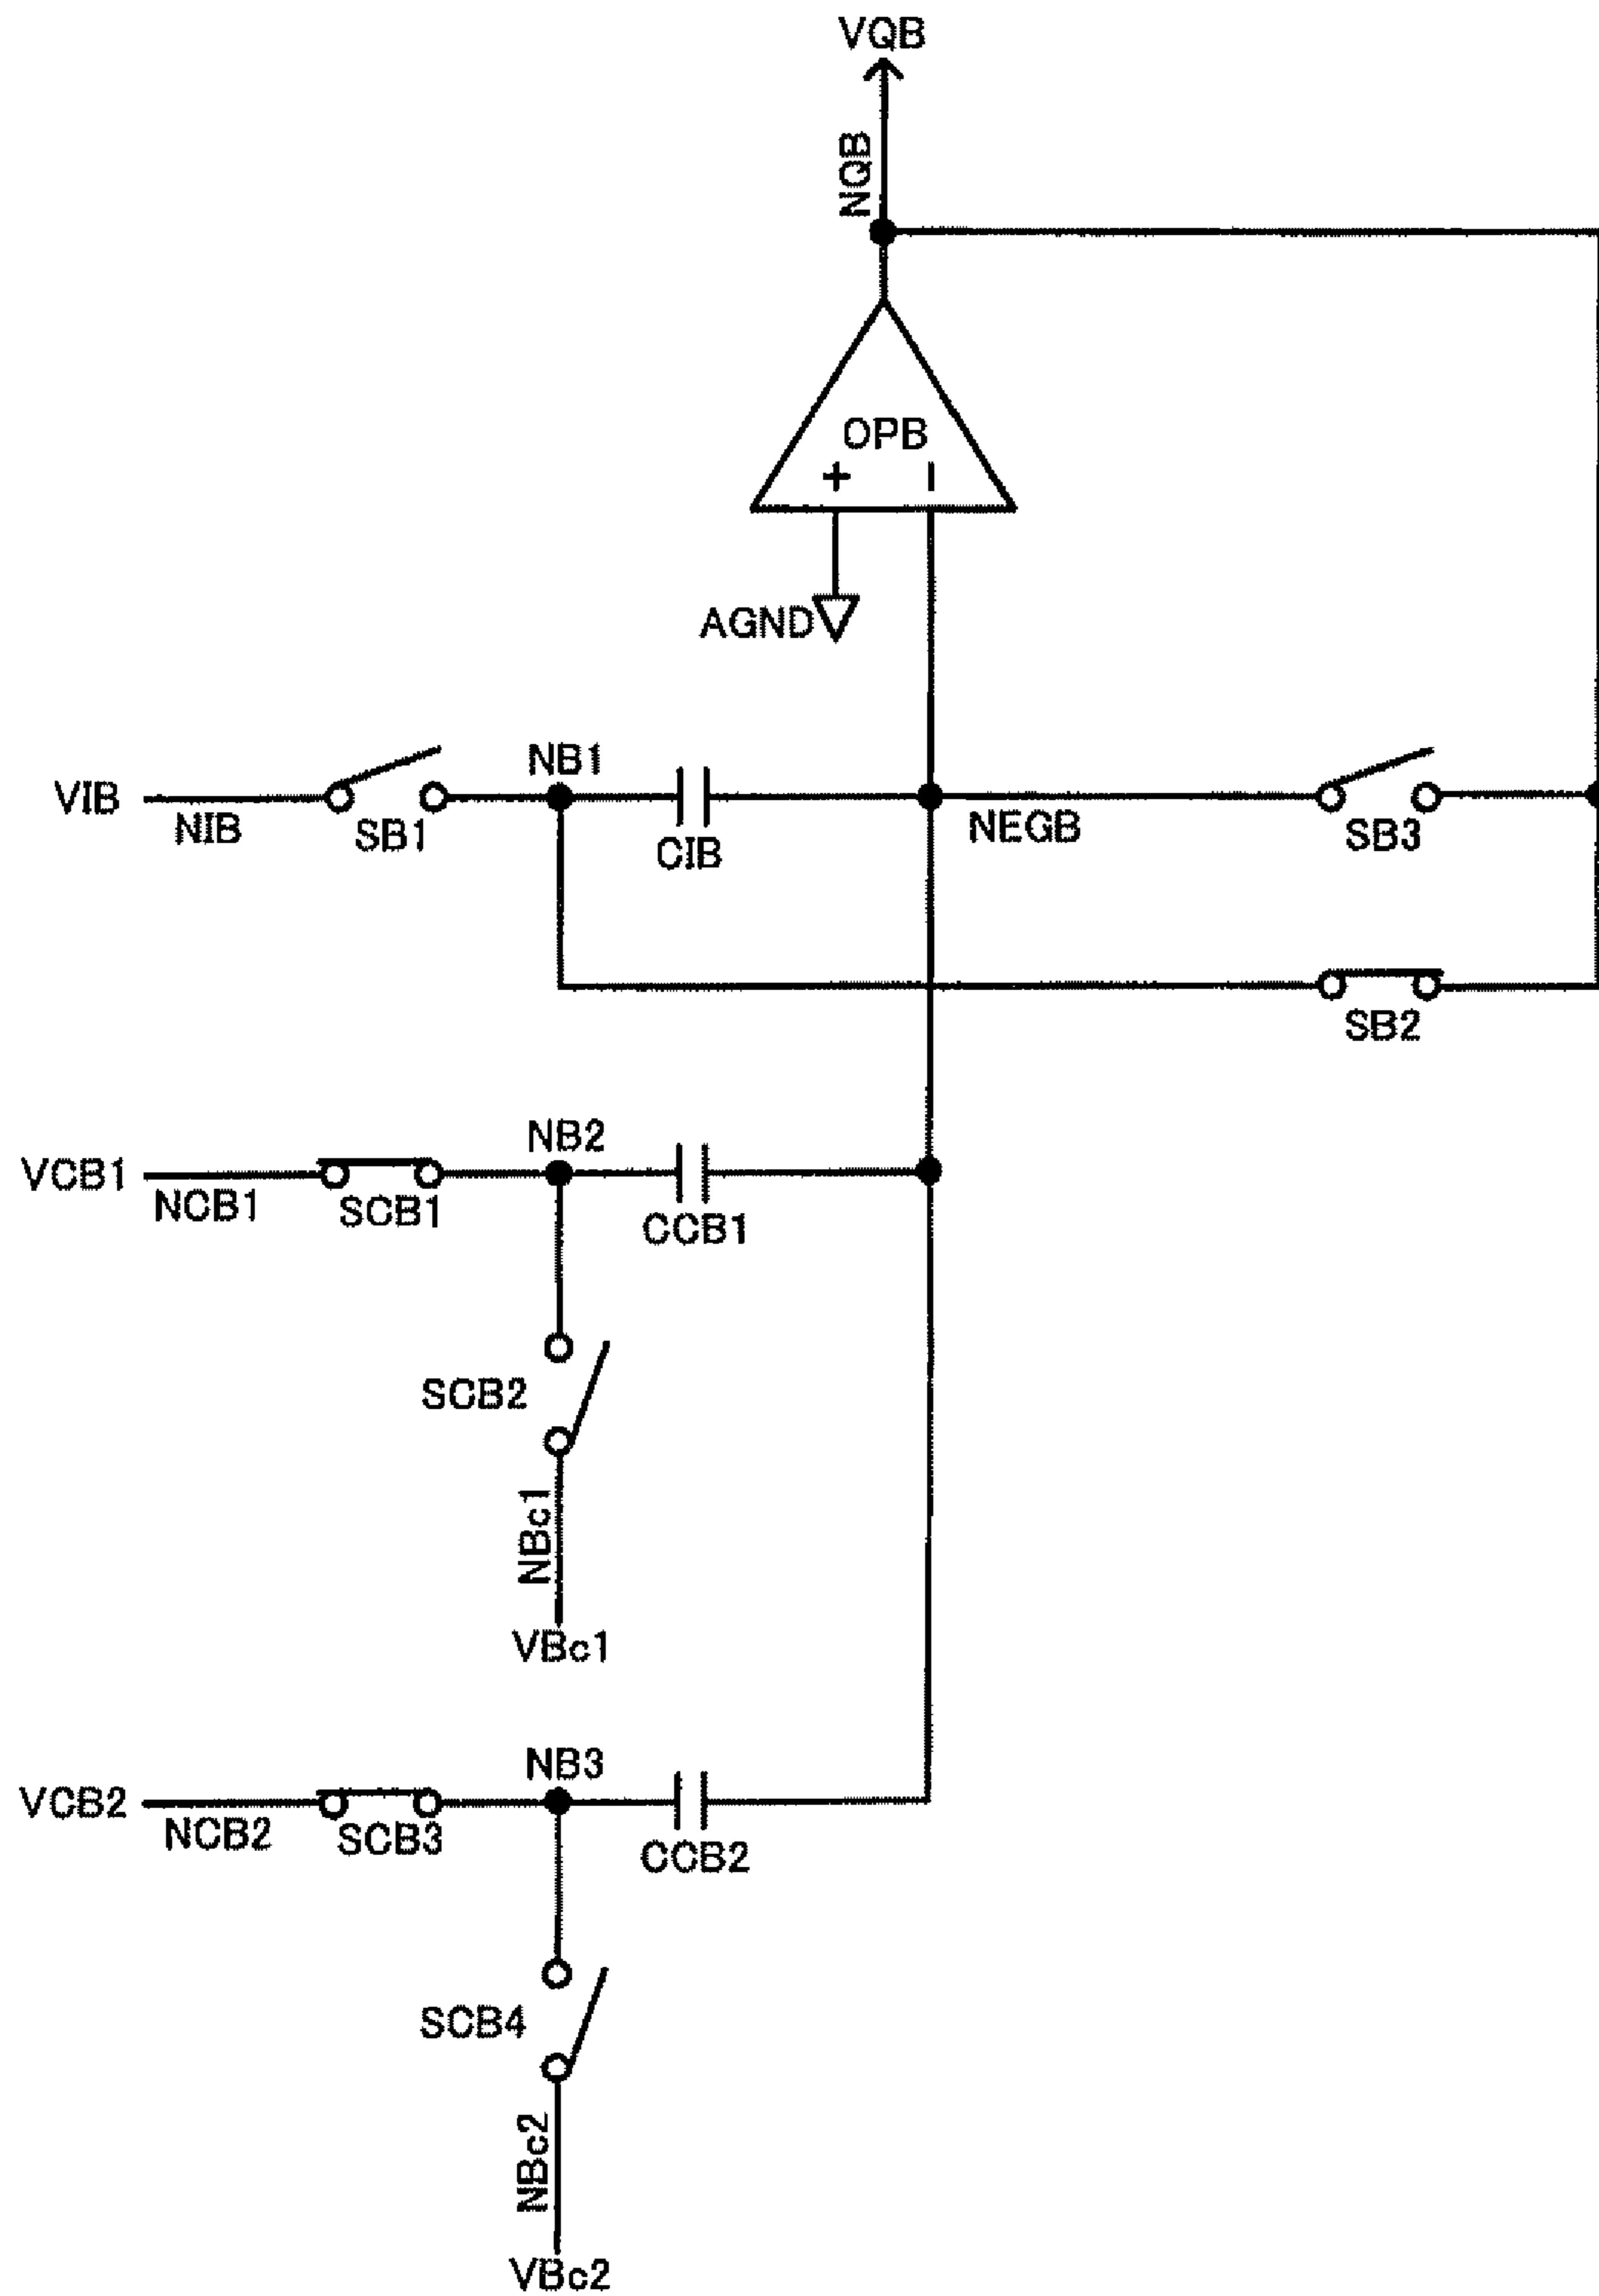 VQB
NQB
OPB
+ −
AGND
NB1
VIB
NIB
SB1
CIB
NEGB
SB3
SB2
NB2
VCB1
NCB1
SCB1
CCB1
SCB2
NBc1
VBc1
NB3
VCB2
NCB2
SCB3
CCB2
SCB4
NBc2
VBc2